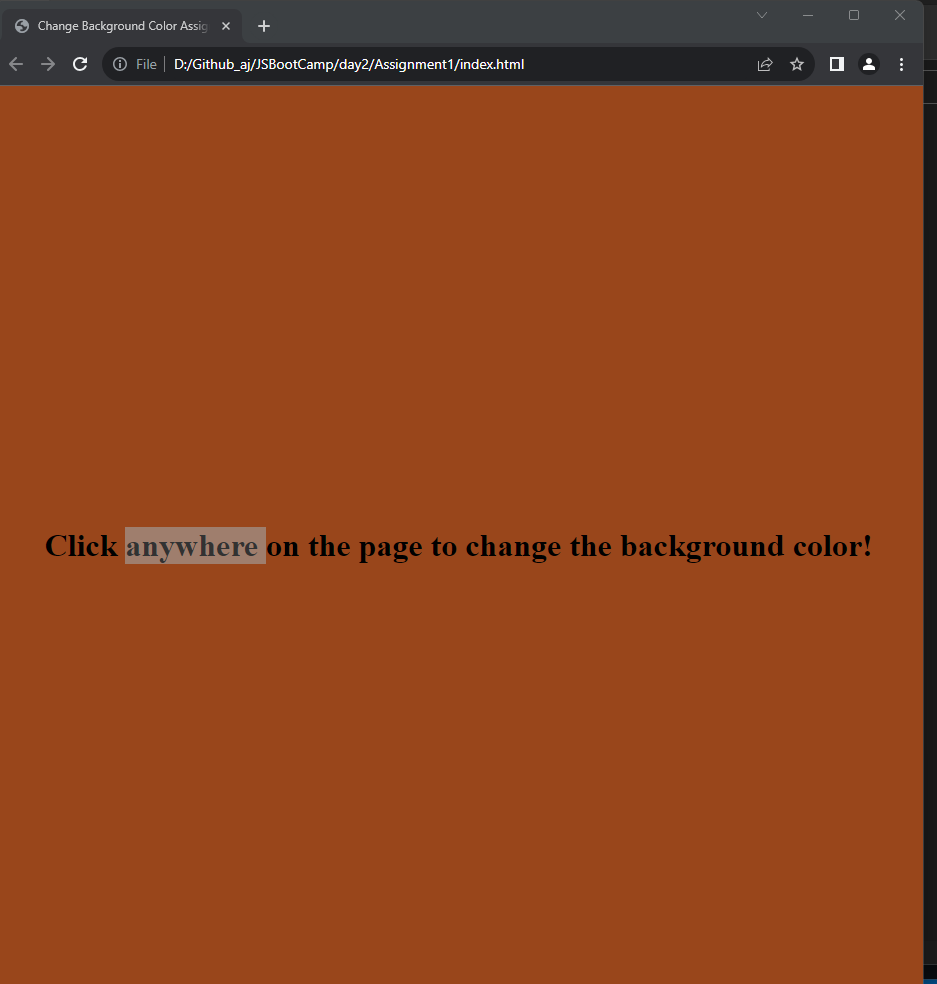 Change Background Color Assig
File D:/Github_aj/JSBootCamp/day2/Assignment1/index.html
Click anywhere on the page to change the background color!